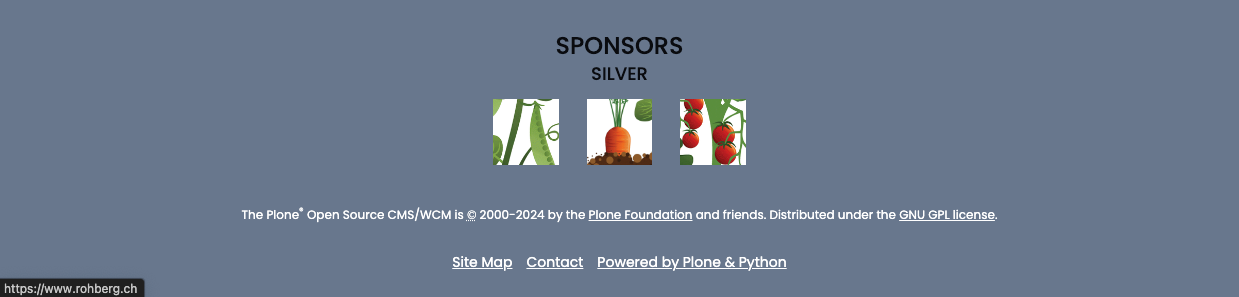 SPONSORS
SILVER
The Plone® Open Source CMS/WCM is © 2000-2024 by the Plone Foundation and friends. Distributed under the GNU GPL license.
Site Map Contact Powered by Plone & Python
https://www.rohberg.ch